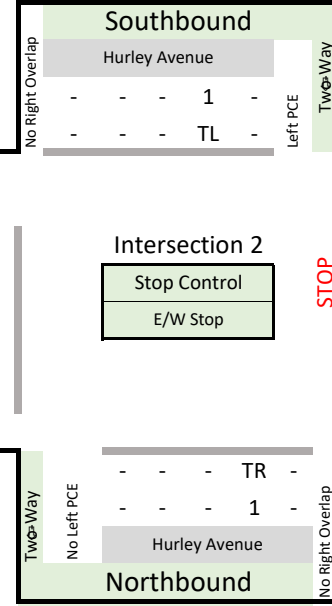 Southbound
No Right Overlap
Hurley Avenue
Left PCE
Two-Way
- - - 1 -
- - - TL -
Intersection 2
Stop Control
E/W Stop
STOP
- - - TR -
- - - 1 -
Two-Way
No Left PCE
Hurley Avenue
No Right Overlap
Northbound